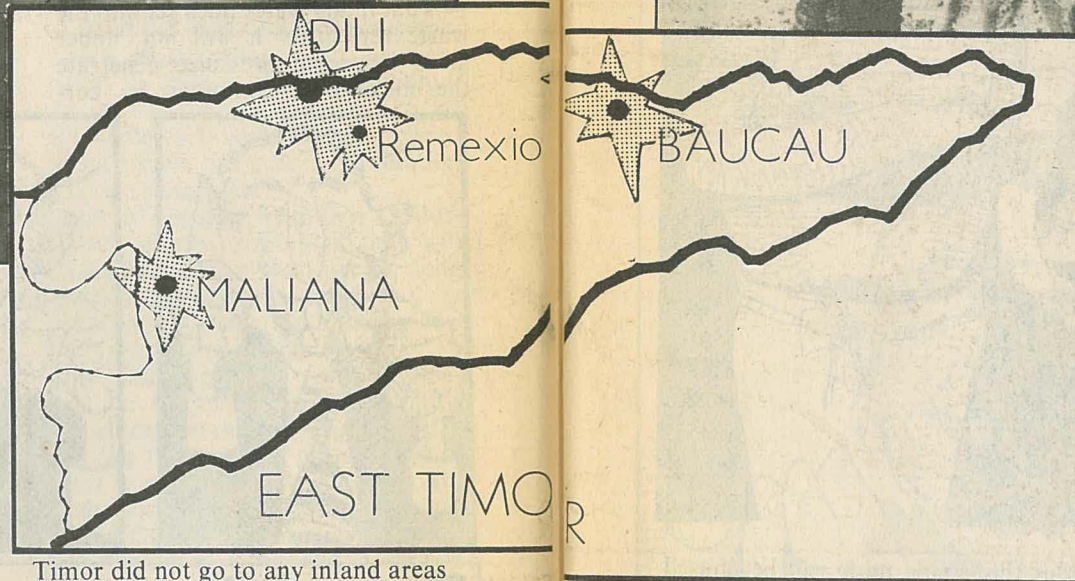 DILI
Remexio
BAUCAU
MALIANA
EAST TIMOR
Timor did not go to any inland areas